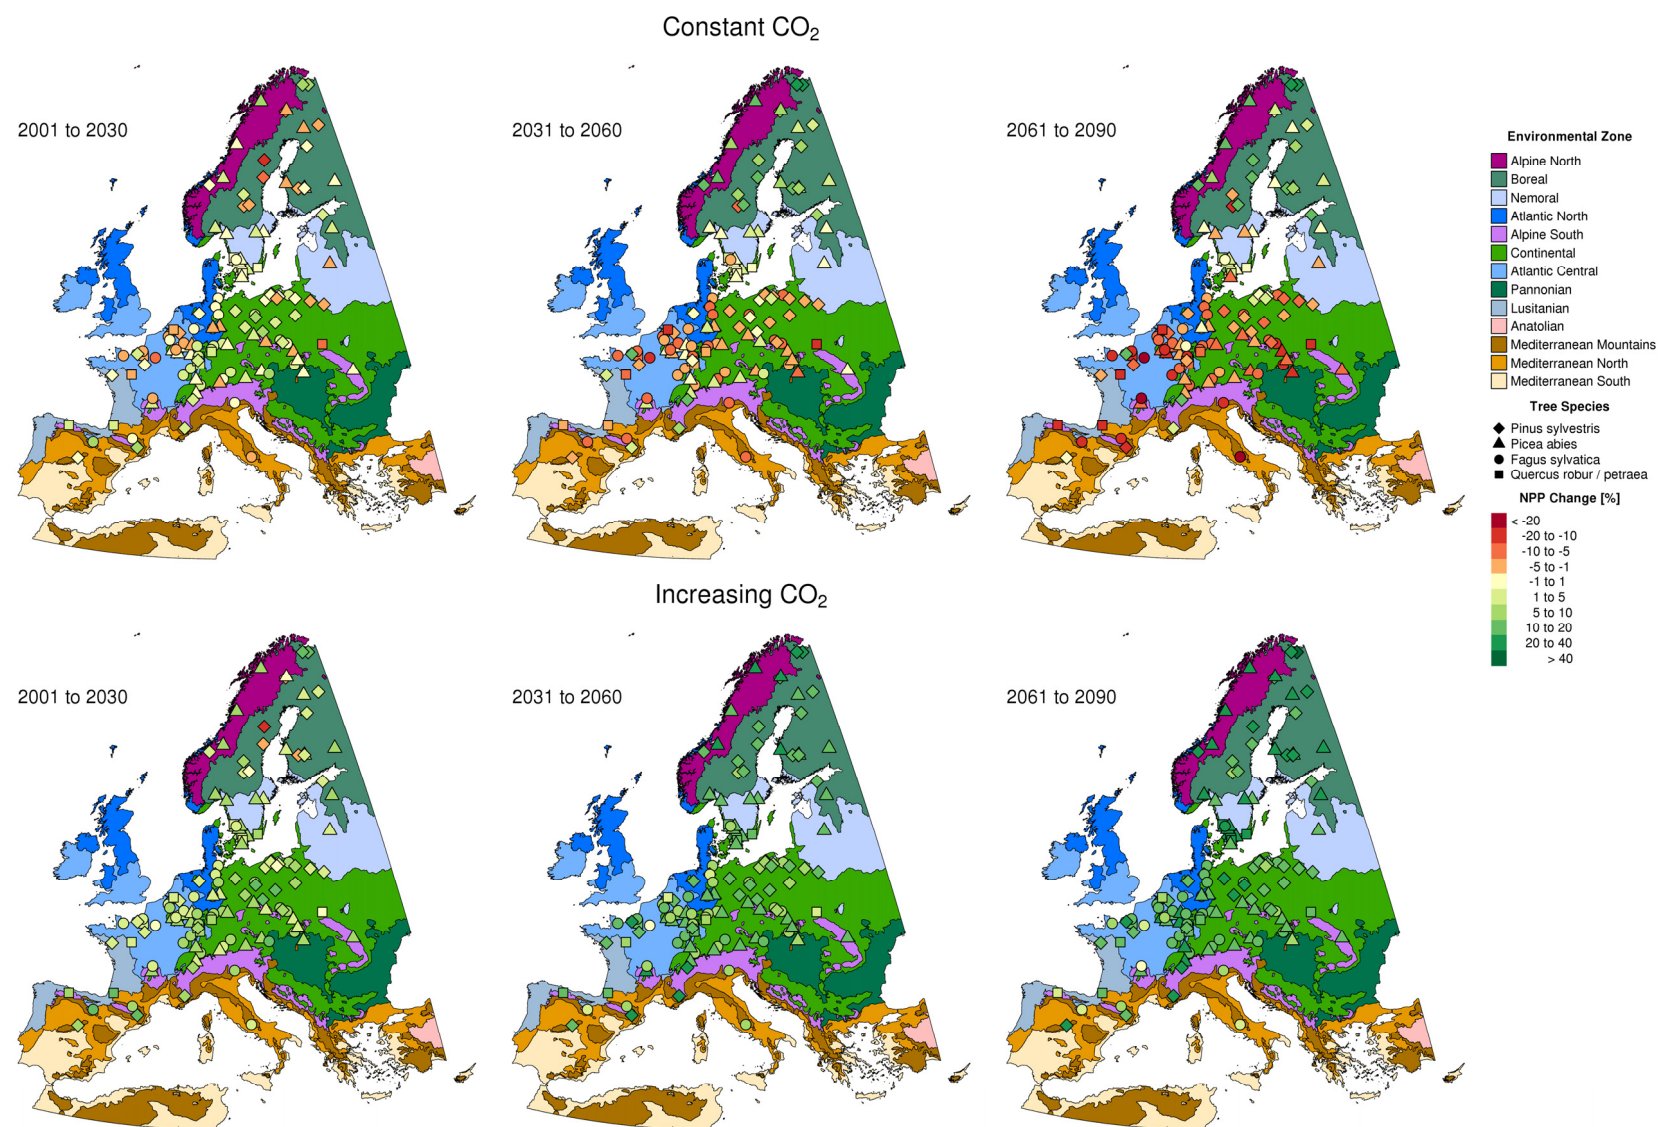 Constant CO₂
2001 to 2030
2031 to 2060
2061 to 2090
Environmental Zone
Alpine North
Boreal
Nemoral
Atlantic North
Alpine South
Continental
Atlantic Central
Pannonian
Lusitanian
Anatolian
Mediterranean Mountains
Mediterranean North
Mediterranean South
Tree Species
Pinus sylvestris
Picea abies
Fagus sylvatica
Quercus robur / petraea
NPP Change [%]
< -20
-20 to -10
-10 to -5
-5 to -1
-1 to 1
1 to 5
5 to 10
10 to 20
20 to 40
> 40
Increasing CO₂
2001 to 2030
2031 to 2060
2061 to 2090